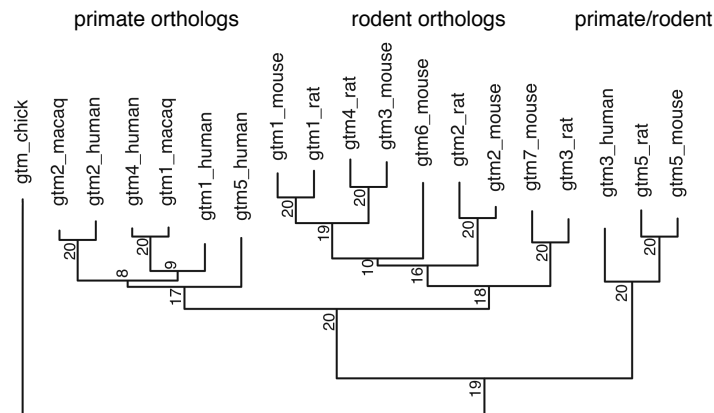 primate orthologs
rodent orthologs
primate/rodent
gtm_chick
gtm2_macaq
gtm2_human
gtm4_human
gtm1_macaq
gtm1_human
gtm5_human
gtm1_mouse
gtm1_rat
gtm4_rat
gtm3_mouse
gtm6_mouse
gtm2_rat
gtm2_mouse
gtm7_mouse
gtm3_rat
gtm3_human
gtm5_rat
gtm5_mouse
20
20
9
8
17
20
20
19
10
20
16
20
18
20
20
20
19